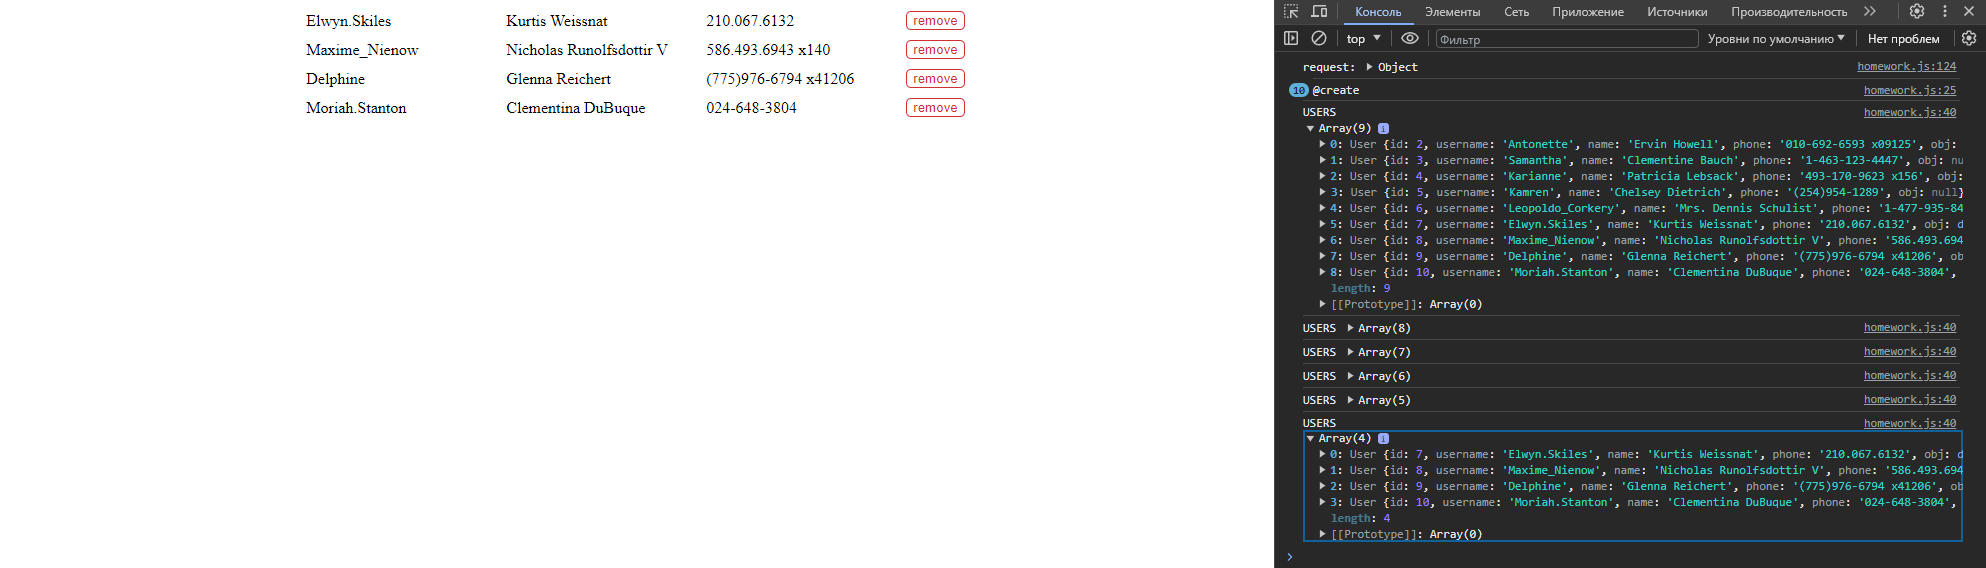 Elwyn.Skiles Kurtis Weissnat 210.067.6132 remove
Maxime_Nienow Nicholas Runolfsdottir V 586.493.6943 x140 remove
Delphine Glenna Reichert (775)976-6794 x41206 remove
Moriah.Stanton Clementina DuBuque 024-648-3804 remove
Консоль Элементы Сеть Приложение Источники Производительность
top Фильтр Уровни по умолчанию Нет проблем
request: Object homework.js:124
10 @create homework.js:25
USERS homework.js:40
Array(9) i
0: User {id: 2, username: 'Antonette', name: 'Ervin Howell', phone: '010-692-6593 x09125', obj:
1: User {id: 3, username: 'Samantha', name: 'Clementine Bauch', phone: '1-463-123-4447', obj: nu
2: User {id: 4, username: 'Karianne', name: 'Patricia Lebsack', phone: '493-170-9623 x156', obj:
3: User {id: 5, username: 'Kamren', name: 'Chelsey Dietrich', phone: '(254)954-1289', obj: null}
4: User {id: 6, username: 'Leopoldo_Corkery', name: 'Mrs. Dennis Schulist', phone: '1-477-935-84
5: User {id: 7, username: 'Elwyn.Skiles', name: 'Kurtis Weissnat', phone: '210.067.6132', obj: d
6: User {id: 8, username: 'Maxime_Nienow', name: 'Nicholas Runolfsdottir V', phone: '586.493.694
7: User {id: 9, username: 'Delphine', name: 'Glenna Reichert', phone: '(775)976-6794 x41206', ob
8: User {id: 10, username: 'Moriah.Stanton', name: 'Clementina DuBuque', phone: '024-648-3804',
length: 9
[[Prototype]]: Array(0)
USERS Array(8) homework.js:40
USERS Array(7) homework.js:40
USERS Array(6) homework.js:40
USERS Array(5) homework.js:40
USERS homework.js:40
Array(4) i
0: User {id: 7, username: 'Elwyn.Skiles', name: 'Kurtis Weissnat', phone: '210.067.6132', obj: d
1: User {id: 8, username: 'Maxime_Nienow', name: 'Nicholas Runolfsdottir V', phone: '586.493.694
2: User {id: 9, username: 'Delphine', name: 'Glenna Reichert', phone: '(775)976-6794 x41206', ob
3: User {id: 10, username: 'Moriah.Stanton', name: 'Clementina DuBuque', phone: '024-648-3804',
length: 4
[[Prototype]]: Array(0)